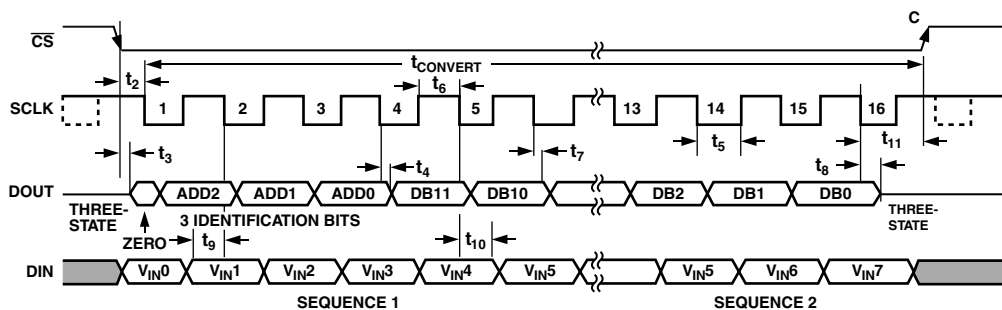 C
CS
tCONVERT
t2
t6
SCLK
1 2 3 4 5 13 14 15 16
t3
t4
t7
t5
t8
t11
DOUT
ADD2 ADD1 ADD0 DB11 DB10 DB2 DB1 DB0
THREE-
STATE
3 IDENTIFICATION BITS
THREE-
STATE
ZERO
t9
t10
DIN
VIN0 VIN1 VIN2 VIN3 VIN4 VIN5 VIN5 VIN6 VIN7
SEQUENCE 1
SEQUENCE 2